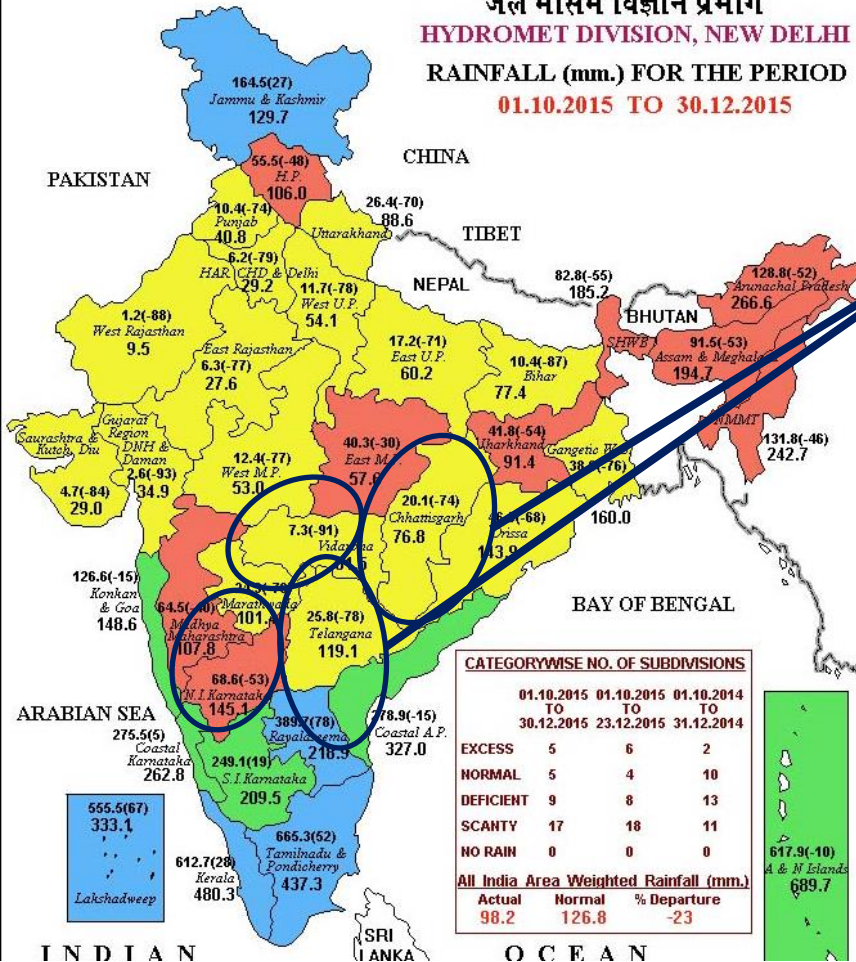 जल मौसम विज्ञान प्रभाग
HYDROMET DIVISION, NEW DELHI
RAINFALL (mm.) FOR THE PERIOD
01.10.2015 TO 30.12.2015
164.5(27)
Jammu & Kashmir
129.7
55.5(-48)
H.P.
106.0
CHINA
PAKISTAN
10.4(-74)
Punjab
40.8
26.4(-70)
88.6
Uttarakhand
TIBET
6.2(-79)
HAR. CHD & Delhi
29.2
11.7(-78)
West U.P.
54.1
NEPAL
82.8(-55)
185.2
128.8(-52)
Arunachal Pradesh
266.6
1.2(-88)
West Rajasthan
9.5
BHUTAN
East Rajasthan
6.3(-77)
27.6
17.2(-71)
East U.P.
60.2
SHWB
91.5(-53)
Assam & Meghala
194.7
10.4(-87)
Bihar
77.4
NMMT
131.8(-46)
242.7
Gujarat
Region
DNH &
Daman
2.6(-93)
34.9
Saurashtra &
Kutch, Diu
4.7(-84)
29.0
12.4(-77)
West M.P.
53.0
40.3(-30)
East M.P.
57.6
41.8(-54)
Jharkhand
91.4
Gangetic W.B.
(-76)
160.0
20.1(-74)
Chhattisgarh
76.8
(-68)
Orissa
143.9
7.3(-91)
Vidarbha
126.6(-15)
Konkan
& Goa
148.6
64.5(-40)
Madhya
Maharashtra
107.8
Marathwada
101.
25.8(-78)
Telangana
119.1
BAY OF BENGAL
68.6(-53)
N.I.Karnataka
145.1
ARABIAN SEA
275.5(5)
Coastal
Karnataka
262.8
389.7(78)
Rayalaseema
218.9
278.9(-15)
Coastal A.P.
327.0
249.1(19)
S.I.Karnataka
209.5
555.5(67)
333.1
Lakshadweep
612.7(28)
Kerala
480.3
665.3(52)
Tamilnadu &
Pondicherry
437.3
CATEGORYWISE NO. OF SUBDIVISIONS
01.10.2015 01.10.2015 01.10.2014
TO TO TO
30.12.2015 23.12.2015 31.12.2014
EXCESS 5 6 2
NORMAL 5 4 10
DEFICIENT 9 8 13
SCANTY 17 18 11
NO RAIN 0 0 0
All India Area Weighted Rainfall (mm.)
Actual Normal % Departure
98.2 126.8 -23
617.9(-10)
A & N Islands
689.7
SRI
LANKA
INDIAN OCEAN